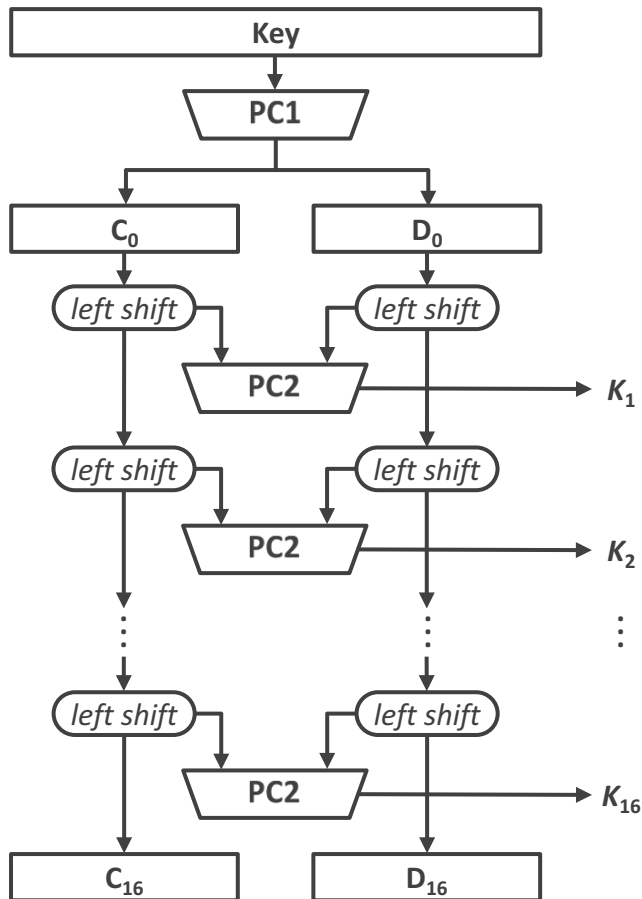 Key
PC1
C0 D0
left shift left shift
PC2 K1
left shift left shift
PC2 K2
⋮ ⋮ ⋮
left shift left shift
PC2 K16
C16 D16